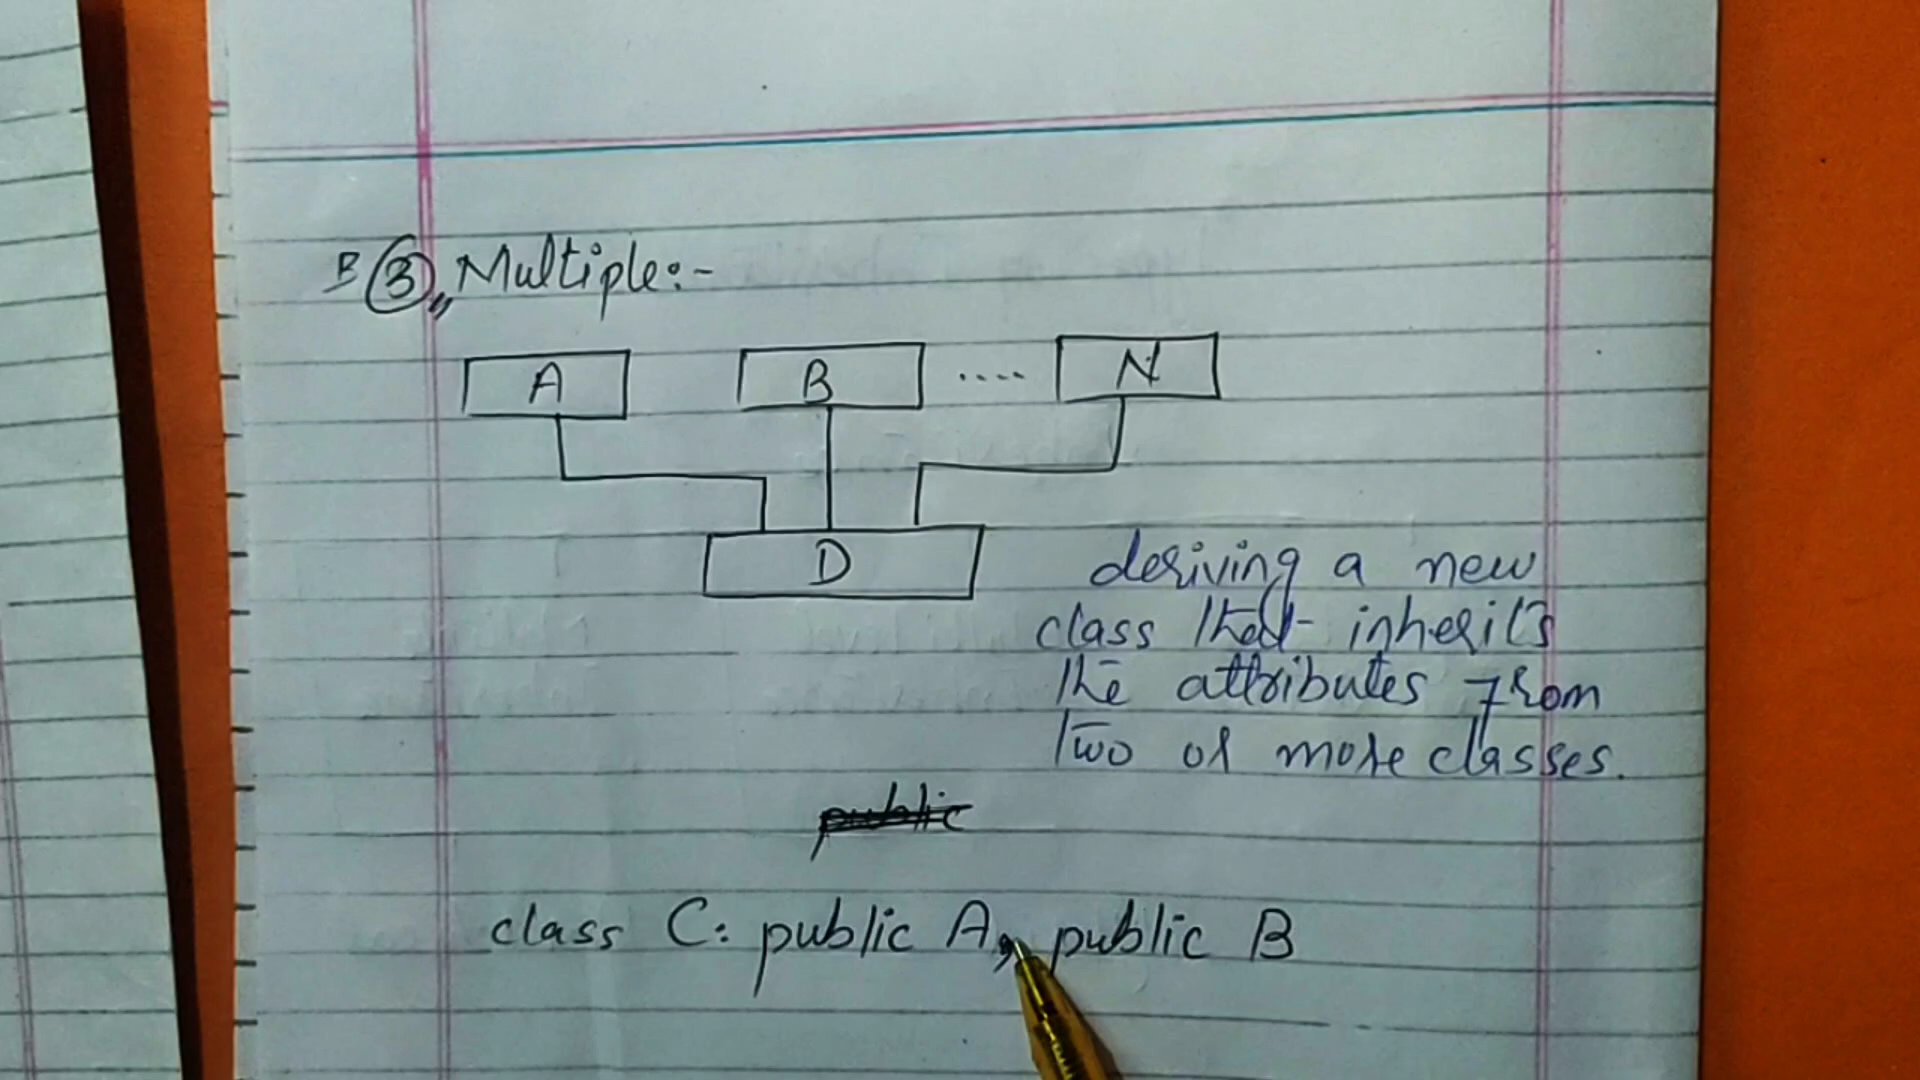 B ③,, Multiple:-
A B .... N
D
deriving a new
class that inherits
the attributes from
two or more classes.
public
class C: public A, public B